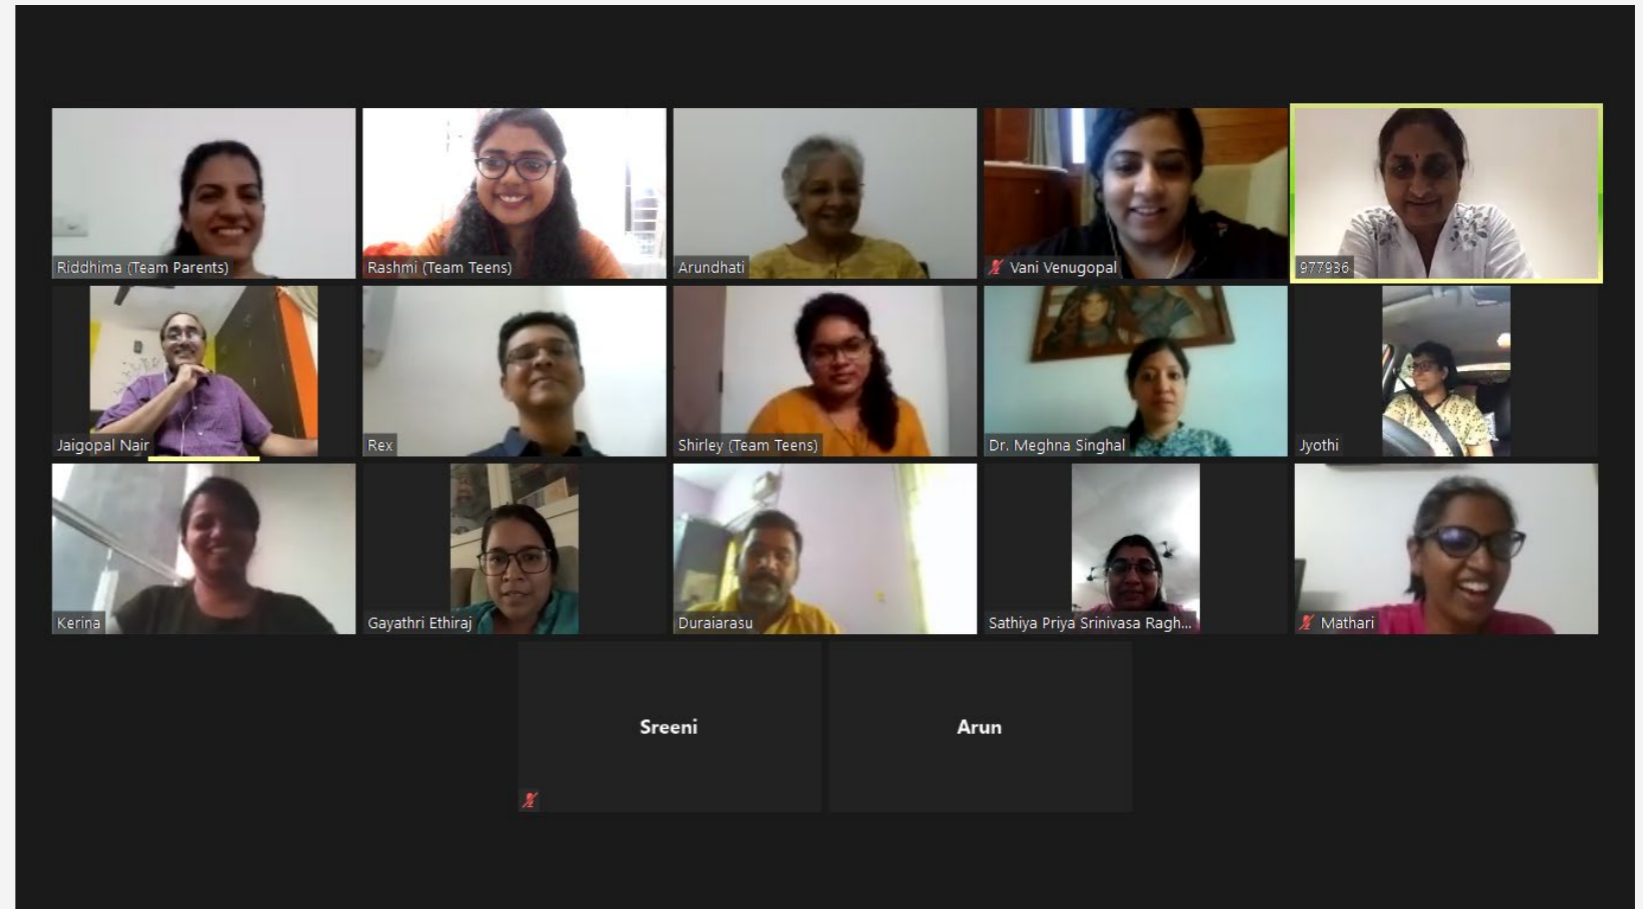 Riddhima (Team Parents)
Rashmi (Team Teens)
Arundhati
Vani Venugopal
977936
Jaigopal Nair
Rex
Shirley (Team Teens)
Dr. Meghna Singhal
Jyothi
Kerina
Gayathri Ethiraj
Duraiarasu
Sathiya Priya Srinivasa Ragh...
Mathari
Sreeni
Arun